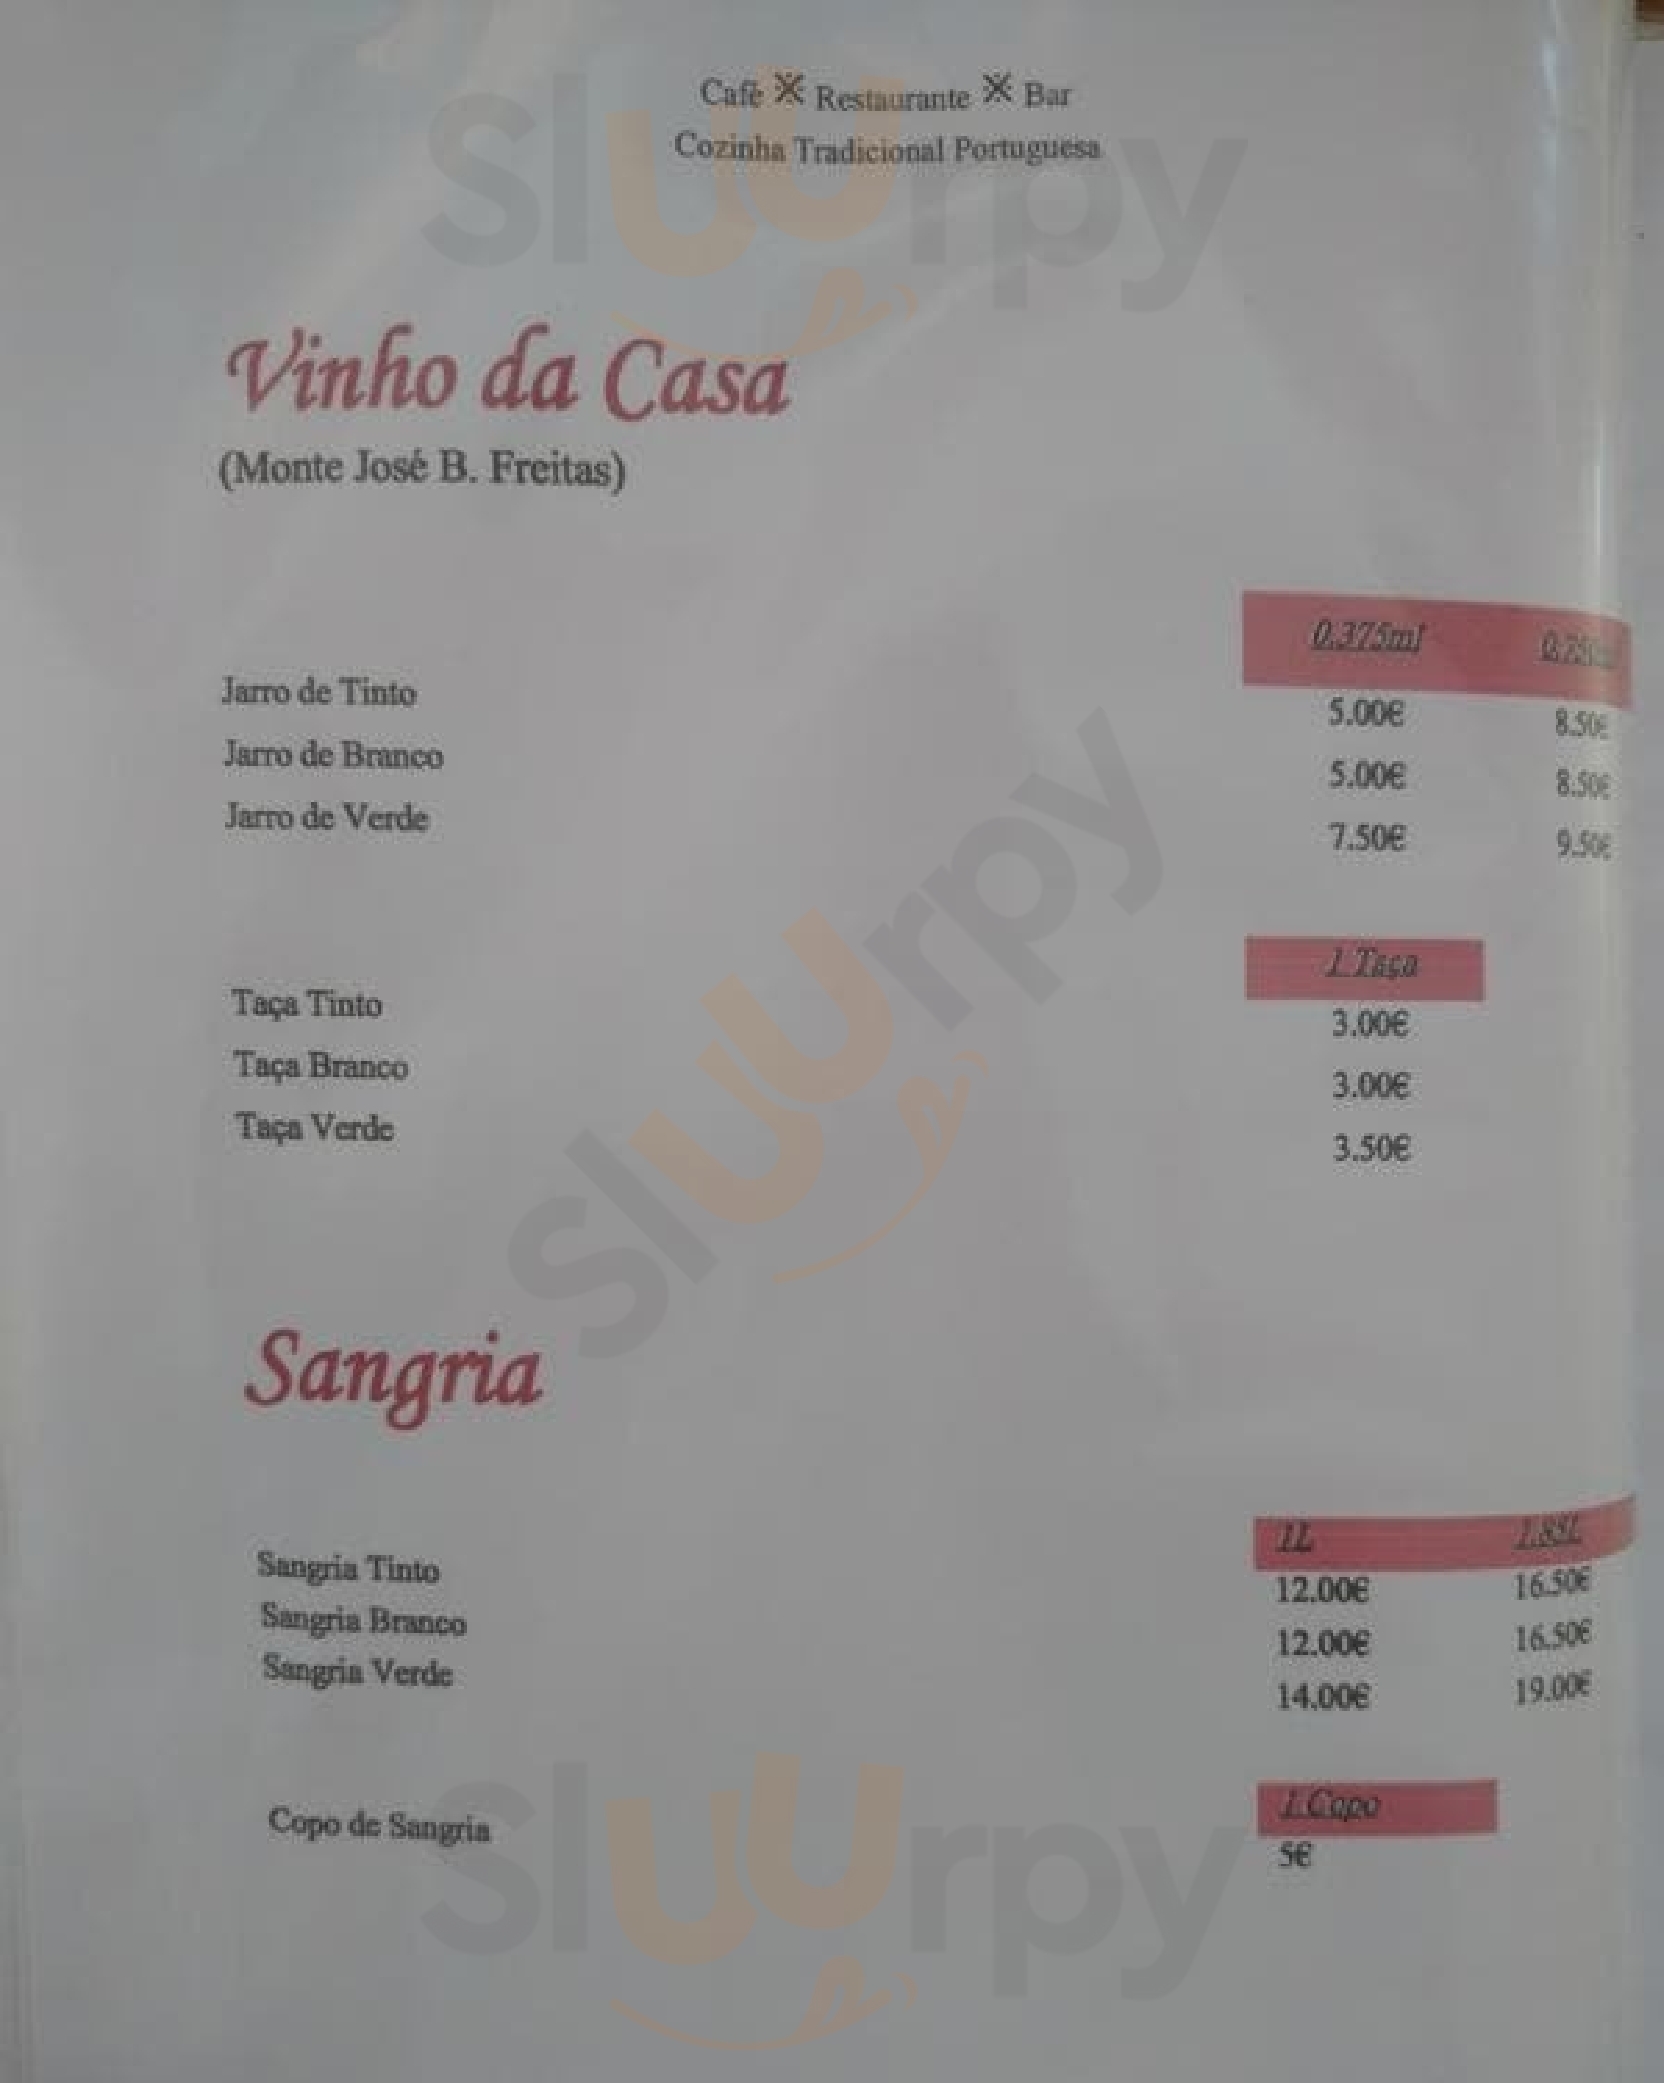 Café Restaurante Bar
Cozinha Tradicional Portuguesa
Vinho da Casa
(Monte José B. Freitas)
0.375ml
Jarro de Tinto 5.00€ 8.50€
Jarro de Branco 5.00€ 8.50€
Jarro de Verde 7.50€ 9.50€
1 Taça
Taça Tinto 3.00€
Taça Branco 3.00€
Taça Verde 3.50€
Sangria
1L 1.85L
Sangria Tinto 12.00€ 16.50€
Sangria Branco 12.00€ 16.50€
Sangria Verde 14.00€ 19.00€
1 Copo
Copo de Sangria 5€
Sluurpy
Sluurpy
Sluurpy